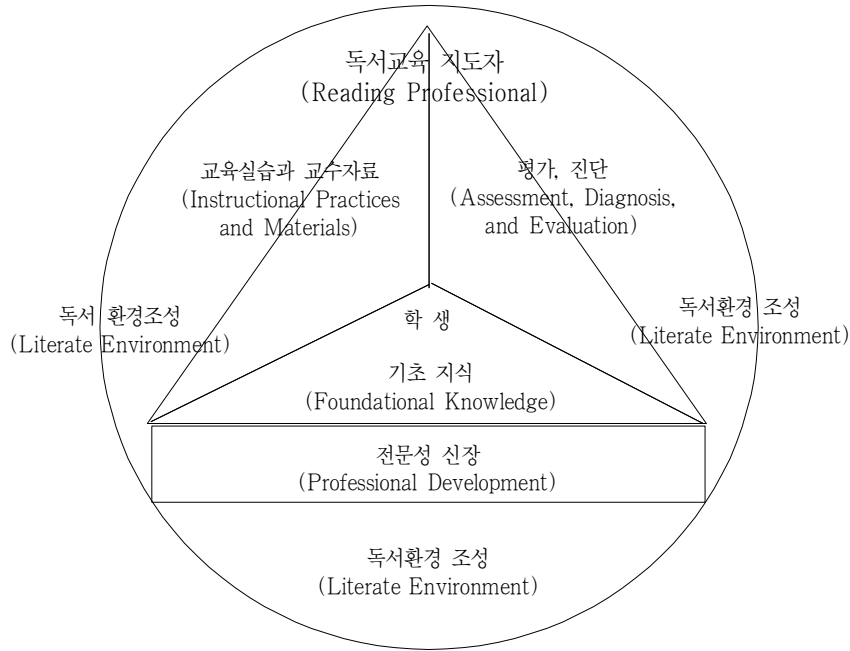 독서교육 지도자
(Reading Professional)
교육실습과 교수자료
(Instructional Practices
and Materials)
평가, 진단
(Assessment, Diagnosis,
and Evaluation)
독서 환경조성
(Literate Environment)
학 생
독서환경 조성
(Literate Environment)
기초 지식
(Foundational Knowledge)
전문성 신장
(Professional Development)
독서환경 조성
(Literate Environment)